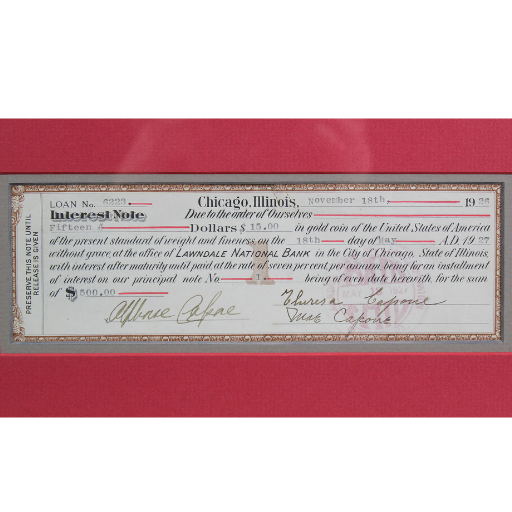 PRESERVE THIS NOTE UNTIL
RELEASE IS GIVEN
LOAN No. 6223 Chicago, Illinois, November 18th, 1926
Interest Note Due to the order of Ourselves
Fifteen & Dollars $ 15.00 in gold coin of the United States of America
of the present standard of weight and fineness on the 18th day of May A.D. 1927
without grace, at the office of LAWNDALE NATIONAL BANK in the City of Chicago, State of Illinois,
with interest after maturity until paid at the rate of seven per cent per annum, being for an installment
of interest on our principal note No 1. being of even date herewith, for the sum
of $ 500.00
Alphonse Capone
Theresa Capone
Mae Capone